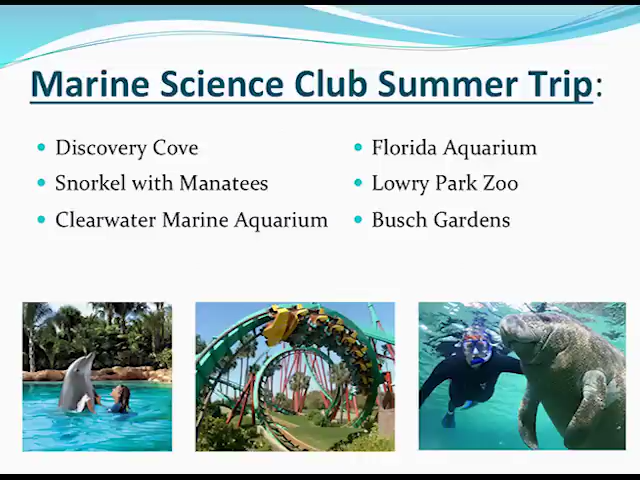 Marine Science Club Summer Trip:
• Discovery Cove
• Snorkel with Manatees
• Clearwater Marine Aquarium
• Florida Aquarium
• Lowry Park Zoo
• Busch Gardens